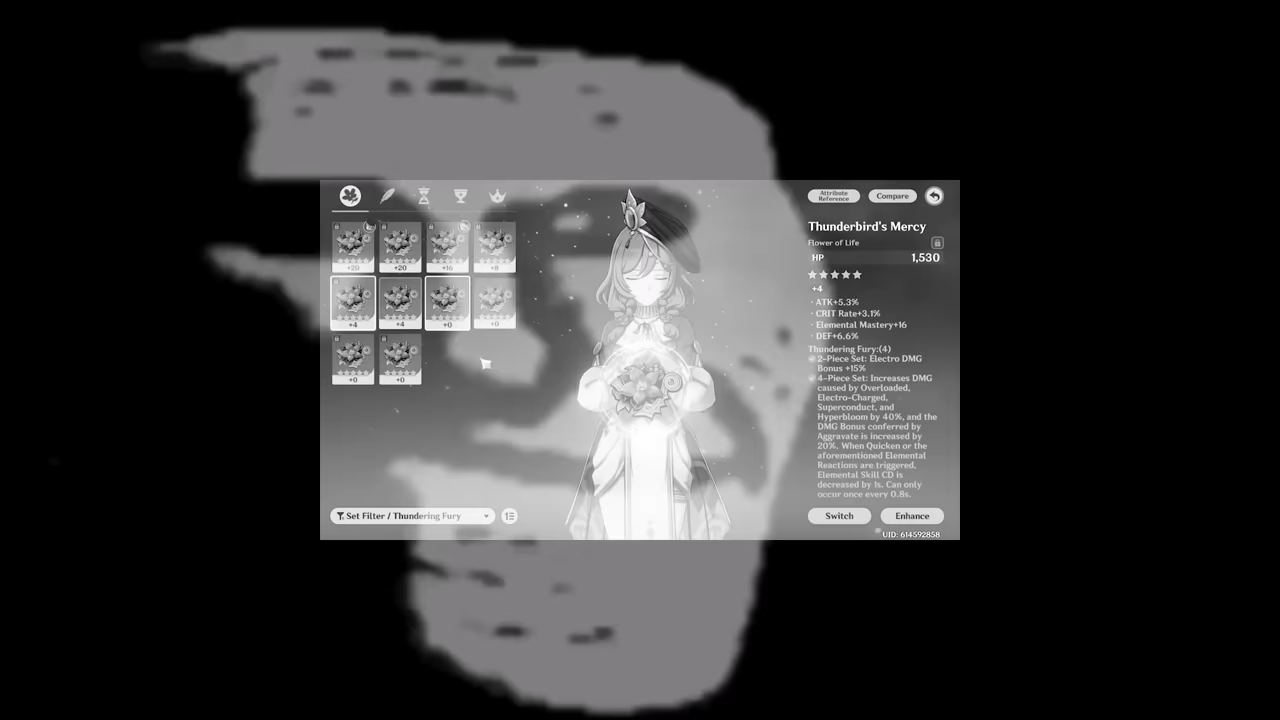 Attribute
Reference
Compare
Thunderbird's Mercy
Flower of Life
HP 1,530
+4
· ATK+5.3%
· CRIT Rate+3.1%
· Elemental Mastery+16
· DEF+6.6%
Thundering Fury:(4)
2-Piece Set: Electro DMG
Bonus +15%
4-Piece Set: Increases DMG
caused by Overloaded,
Electro-Charged,
Superconduct, and
Hyperbloom by 40%, and the
DMG Bonus conferred by
Aggravate is increased by
20%. When Quicken or the
aforementioned Elemental
Reactions are triggered,
Elemental Skill CD is
decreased by 1s. Can only
occur once every 0.8s.
+20 +20 +16 +8
+4 +4 +0 +0
+0 +0
Set Filter / Thundering Fury
Switch Enhance
UID: 614592858